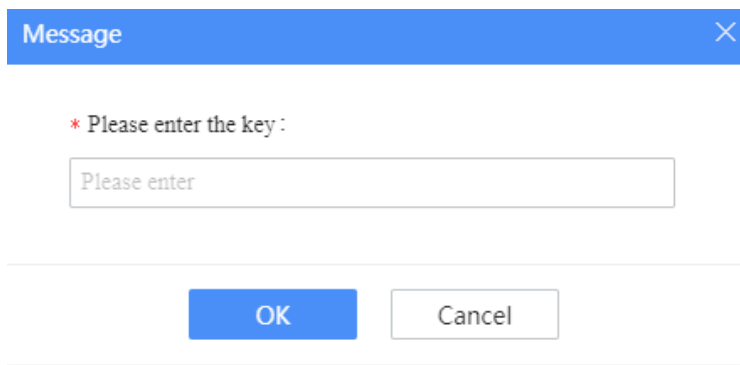 Message
* Please enter the key :
Please enter
OK
Cancel